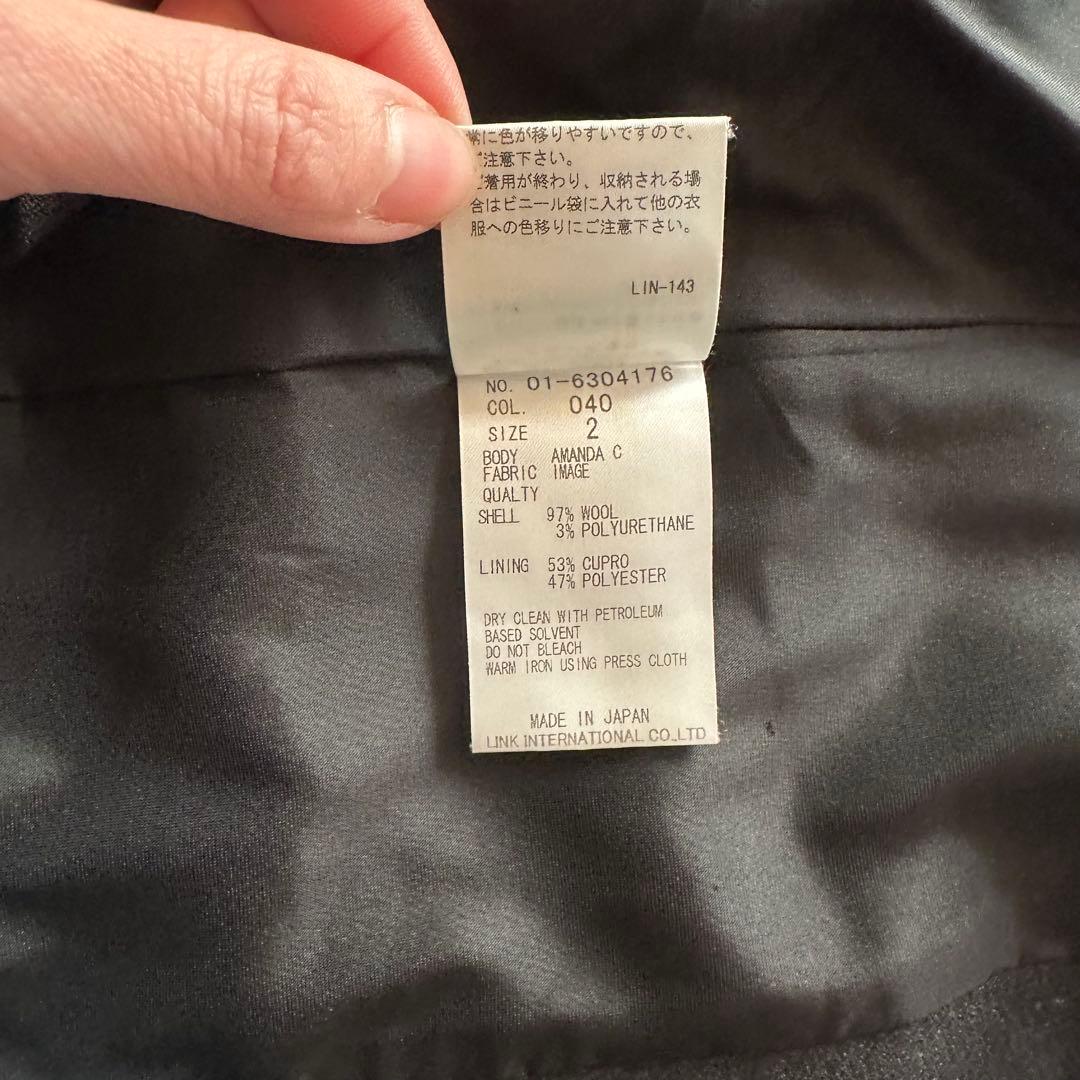 常に色が移りやすいですので、
ご注意下さい。
ご着用が終わり、収納される場
合はビニール袋に入れて他の衣
服への色移りにご注意下さい。
LIN-143
NO. 01-6304176
COL. 040
SIZE 2
BODY AMANDA C
FABRIC IMAGE
QUALTY
SHELL 97% WOOL
3% POLYURETHANE
LINING 53% CUPRO
47% POLYESTER
DRY CLEAN WITH PETROLEUM
BASED SOLVENT
DO NOT BLEACH
WARM IRON USING PRESS CLOTH
MADE IN JAPAN
LINK INTERNATIONAL CO.,LTD